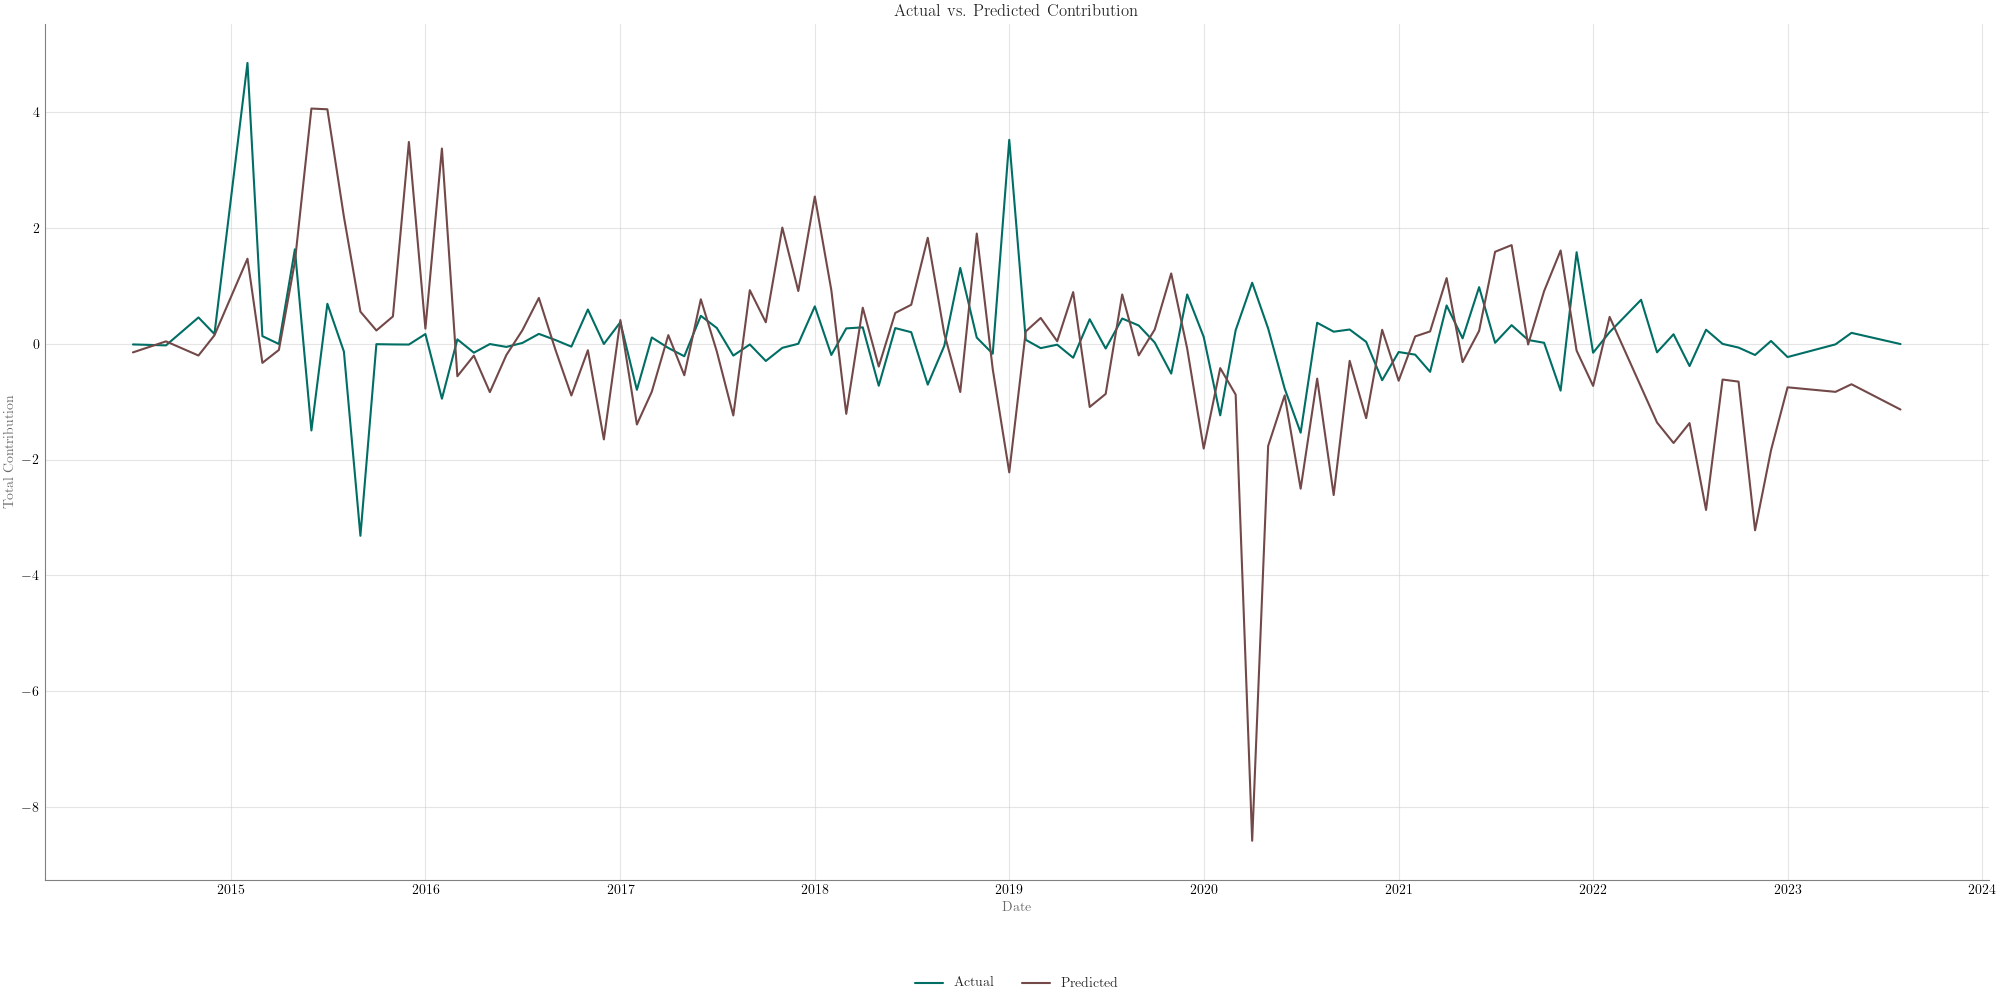 Actual vs. Predicted Contribution
Total Contribution
4
2
0
−2
−4
−6
−8
2015 2016 2017 2018 2019 2020 2021 2022 2023 2024
Date
Actual Predicted